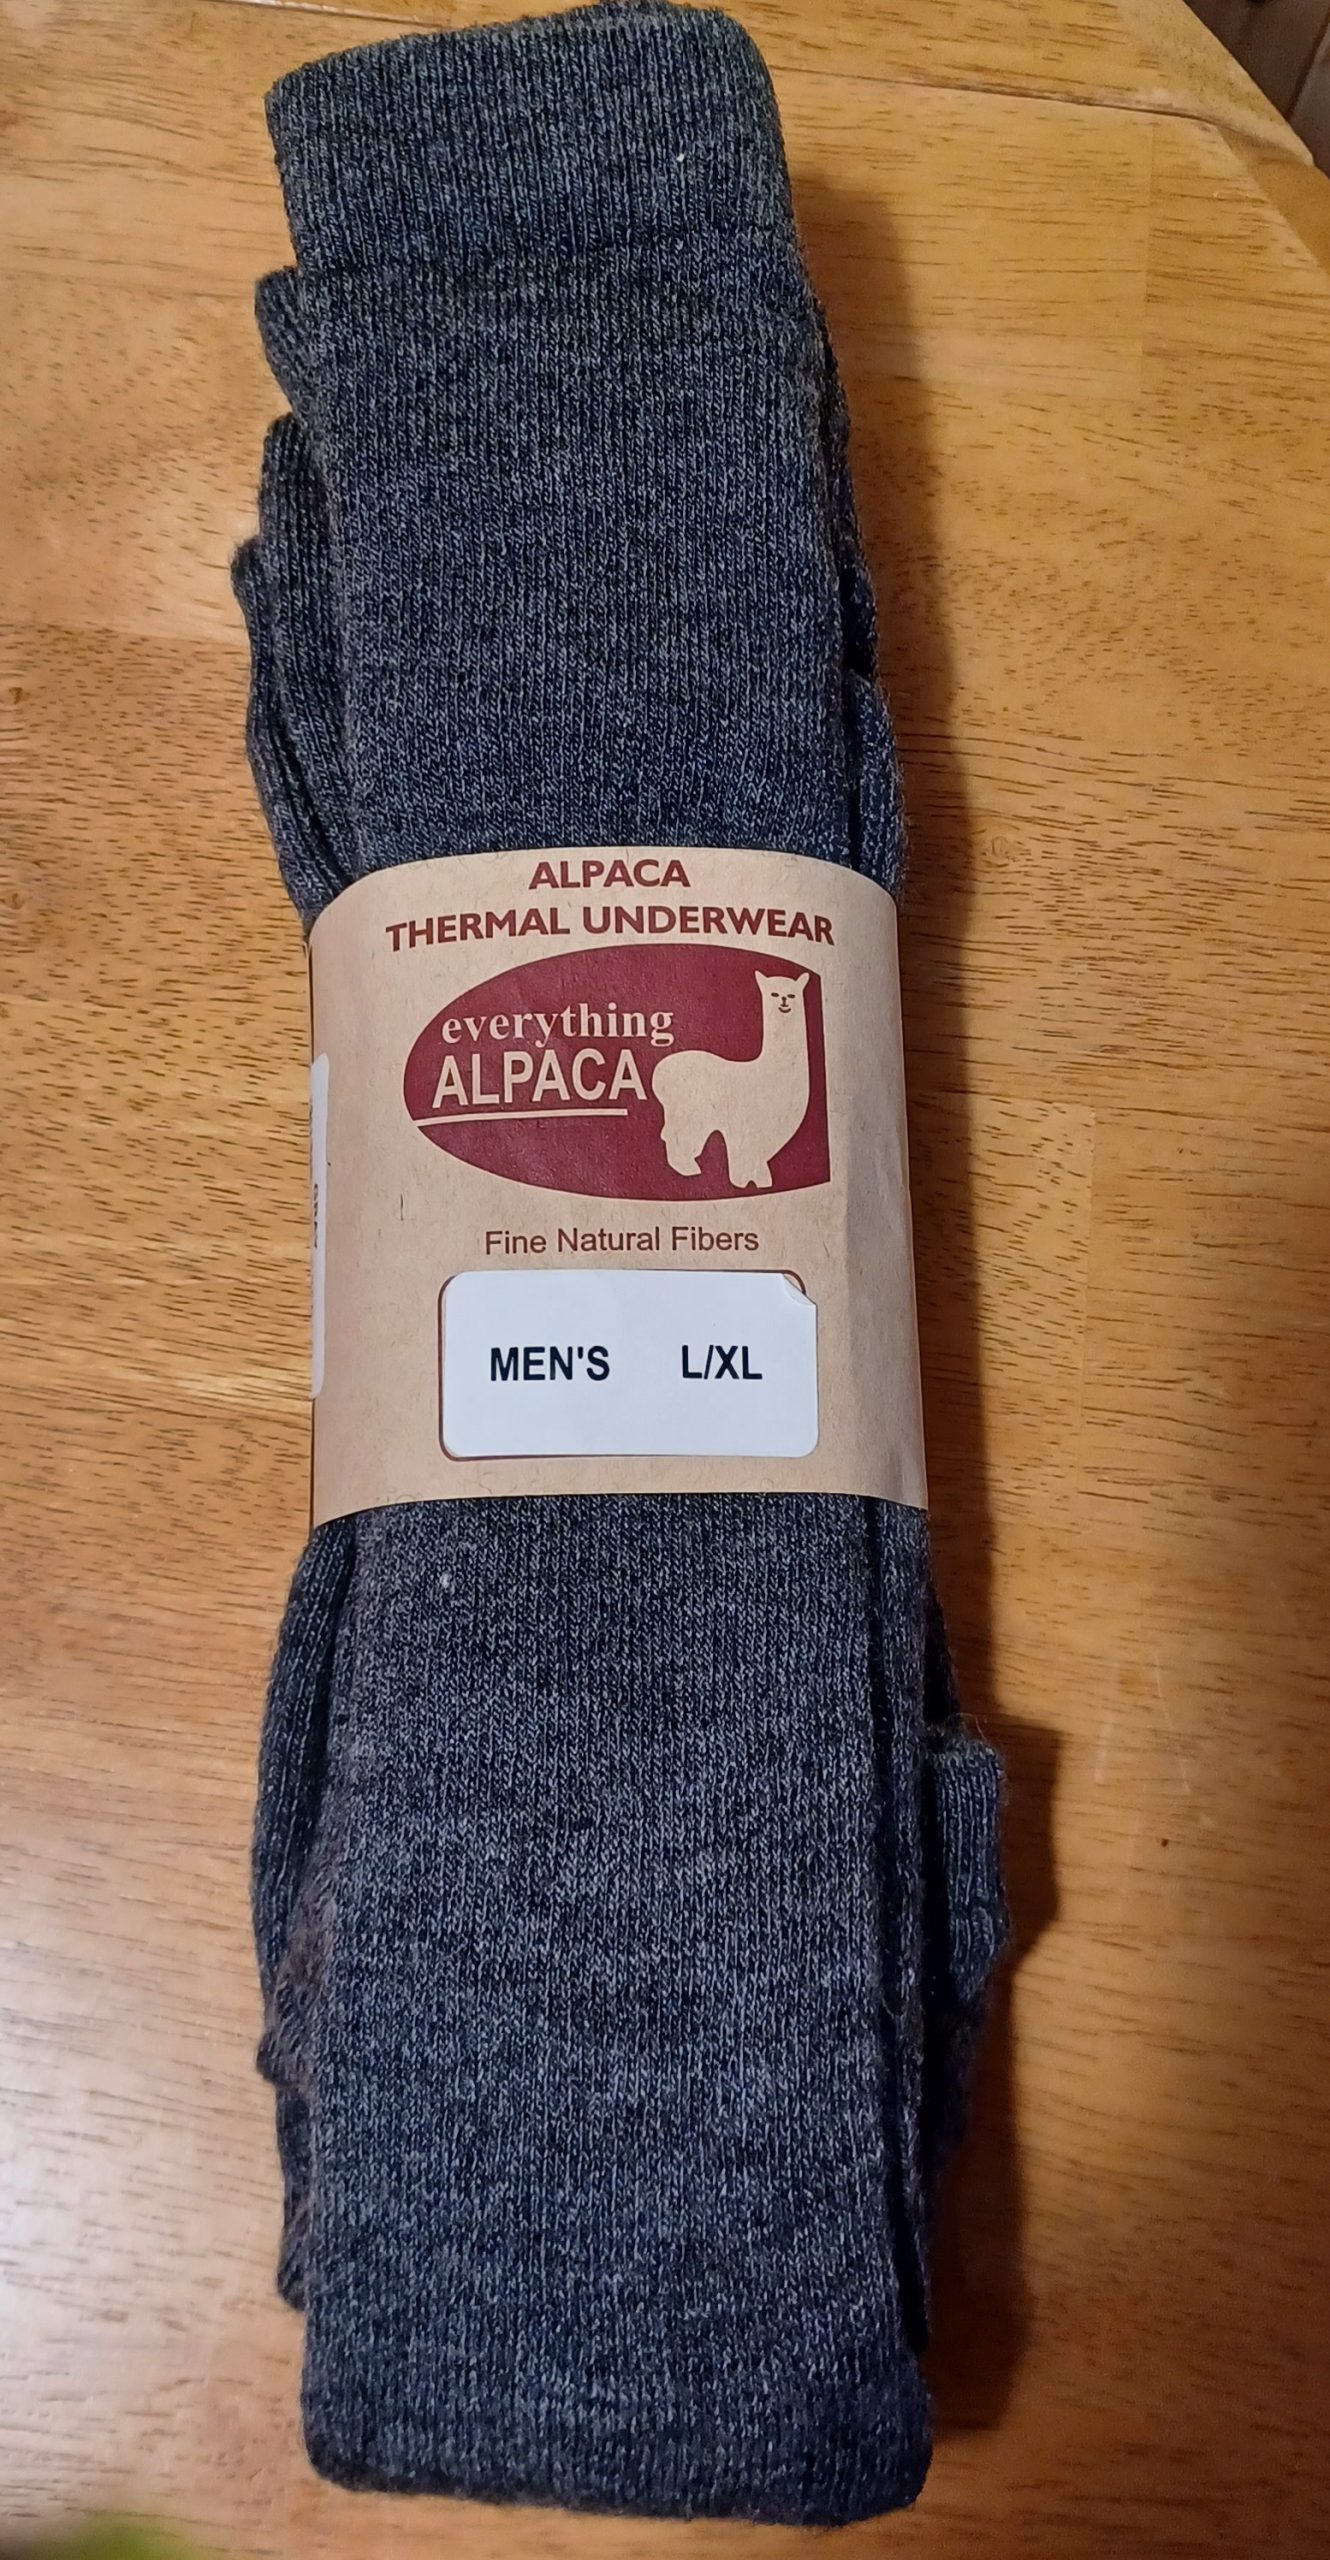 ALPACA
THERMAL UNDERWEAR
everything
ALPACA
Fine Natural Fibers
MEN'S L/XL